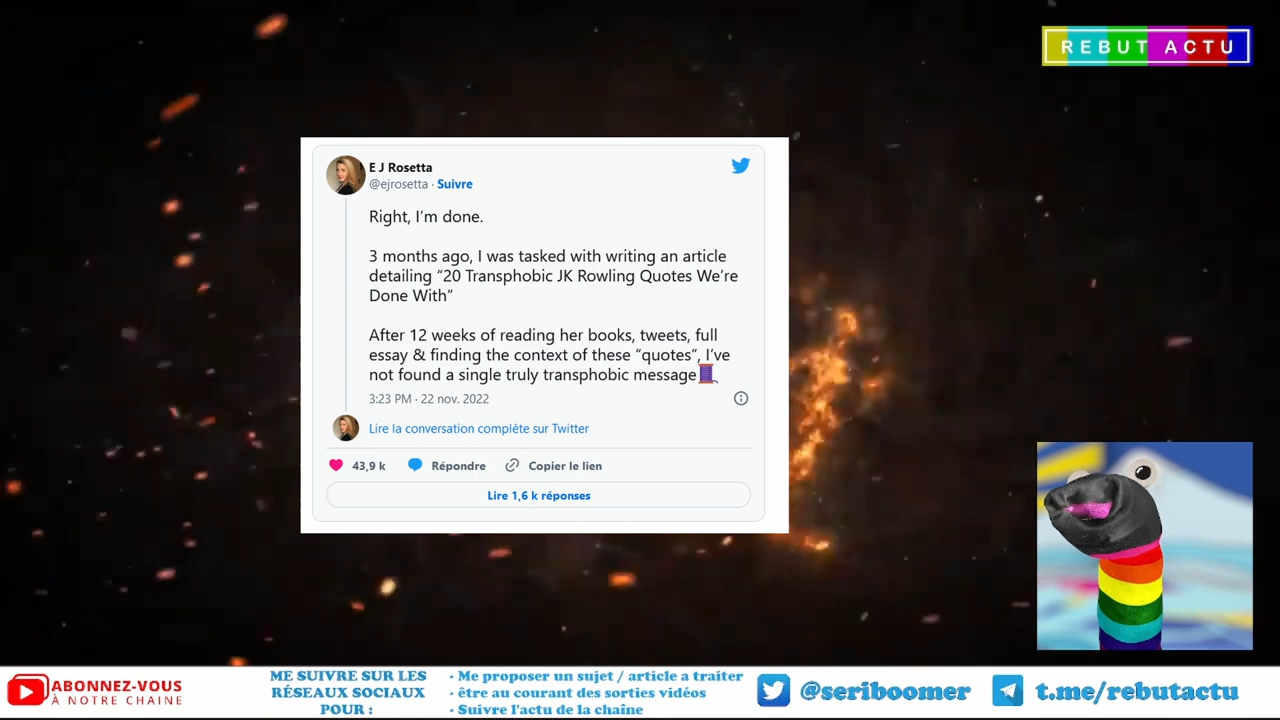 REBUT ACTU
E J Rosetta
@ejrosetta · Suivre
Right, I'm done.
3 months ago, I was tasked with writing an article
detailing “20 Transphobic JK Rowling Quotes We're
Done With”
After 12 weeks of reading her books, tweets, full
essay & finding the context of these “quotes”, I've
not found a single truly transphobic message🧵
3:23 PM · 22 nov. 2022
Lire la conversation complète sur Twitter
43,9 k Répondre Copier le lien
Lire 1,6 k réponses
ABONNEZ-VOUS
À NOTRE CHAINE
ME SUIVRE SUR LES
RÉSEAUX SOCIAUX
POUR :
- Me proposer un sujet / article a traiter
- être au courant des sorties vidéos
- Suivre l'actu de la chaîne
@seriboomer
t.me/rebutactu